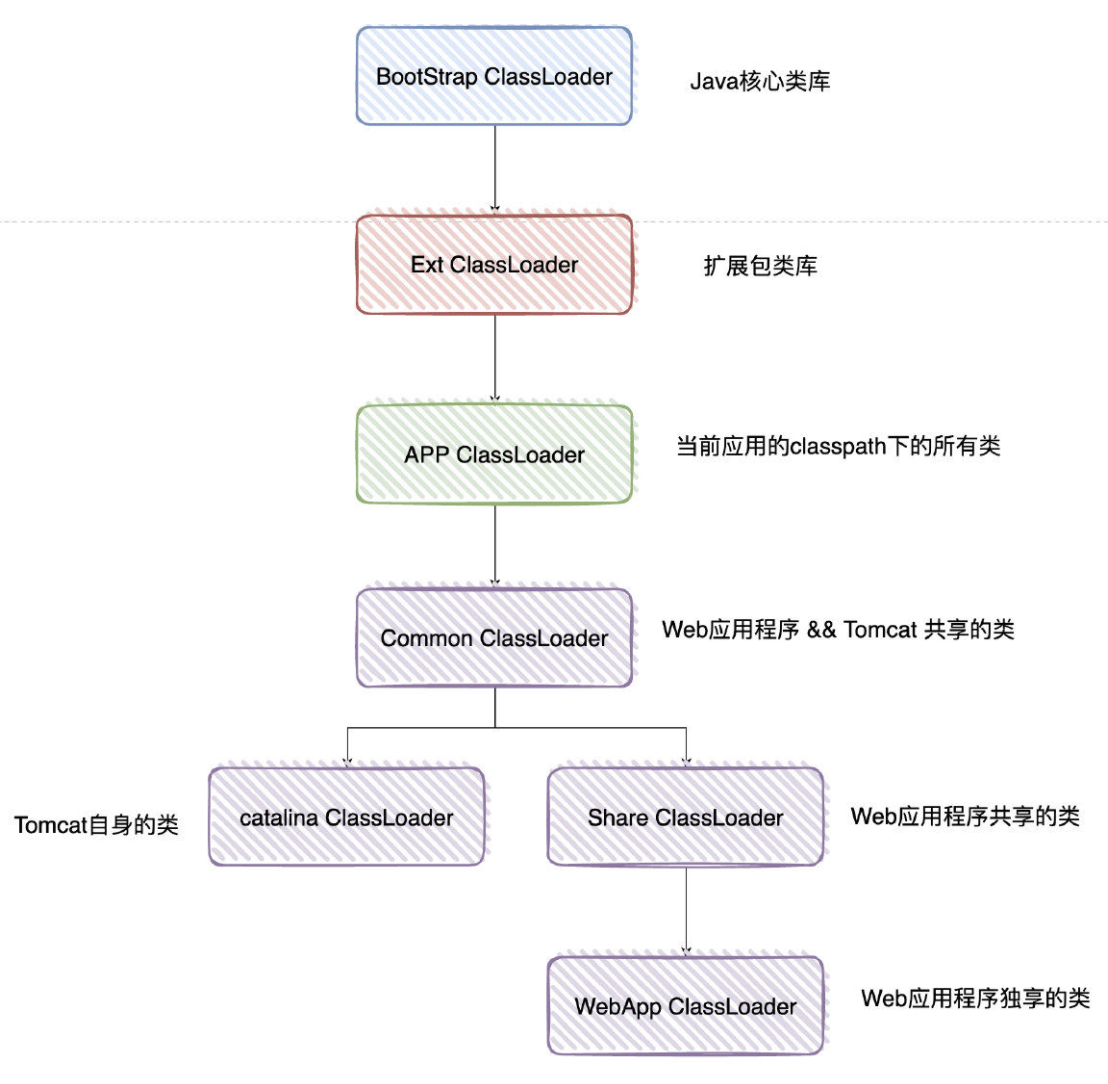 BootStrap ClassLoader
Java核心类库
Ext ClassLoader
扩展包类库
APP ClassLoader
当前应用的classpath下的所有类
Common ClassLoader
Web应用程序 && Tomcat 共享的类
Tomcat自身的类
catalina ClassLoader
Share ClassLoader
Web应用程序共享的类
WebApp ClassLoader
Web应用程序独享的类